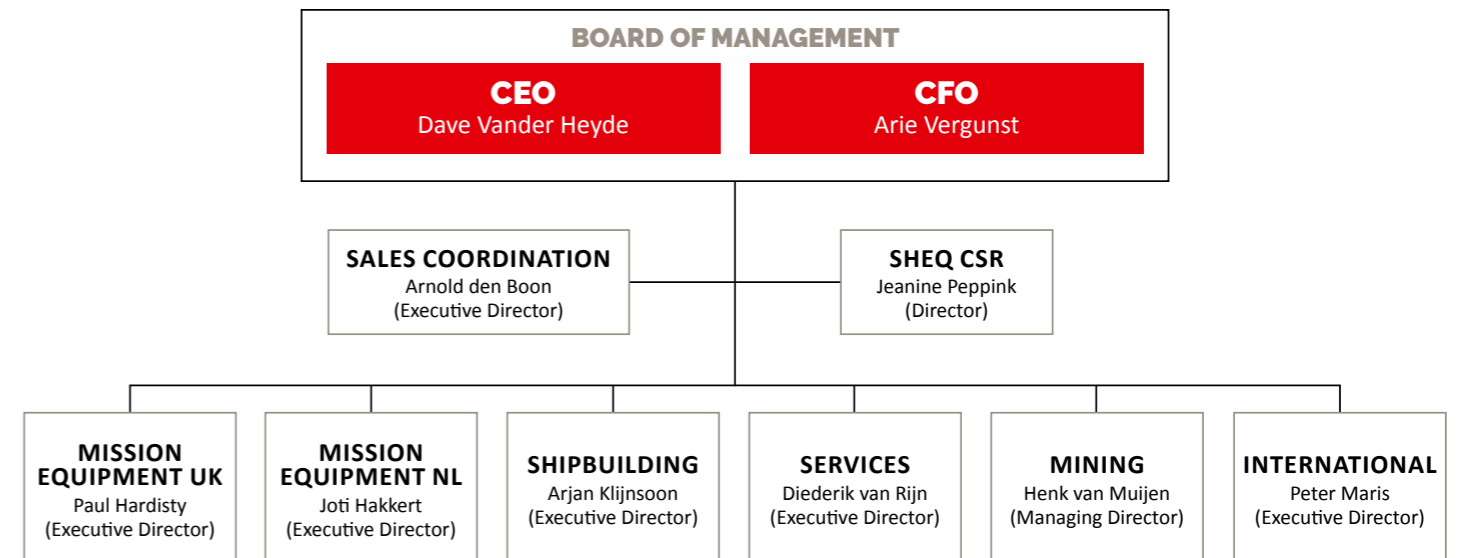 BOARD OF MANAGEMENT
CEO
Dave Vander Heyde
CFO
Arie Vergunst
SALES COORDINATION
Arnold den Boon
(Executive Director)
SHEQ CSR
Jeanine Peppink
(Director)
MISSION
EQUIPMENT UK
Paul Hardisty
(Executive Director)
MISSION
EQUIPMENT NL
Joti Hakkert
(Executive Director)
SHIPBUILDING
Arjan Klijnsoon
(Executive Director)
SERVICES
Diederik van Rijn
(Executive Director)
MINING
Henk van Muijen
(Managing Director)
INTERNATIONAL
Peter Maris
(Executive Director)